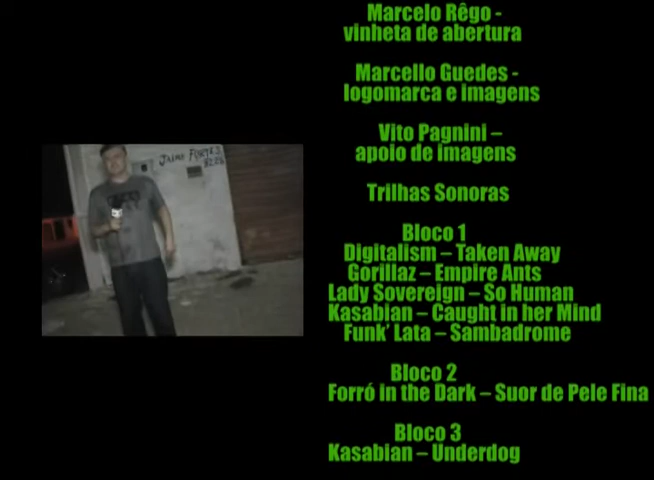 Marcelo Rêgo -
vinheta de abertura
Marcello Guedes -
logomarca e imagens
Vito Pagnini –
apoio de imagens
Trilhas Sonoras
Bloco 1
Digitalism – Taken Away
Gorillaz – Empire Ants
Lady Sovereign – So Human
Kasabian – Caught in her Mind
Funk’ Lata – Sambadrome
Bloco 2
Forró in the Dark – Suor de Pele Fina
Bloco 3
Kasabian – Underdog